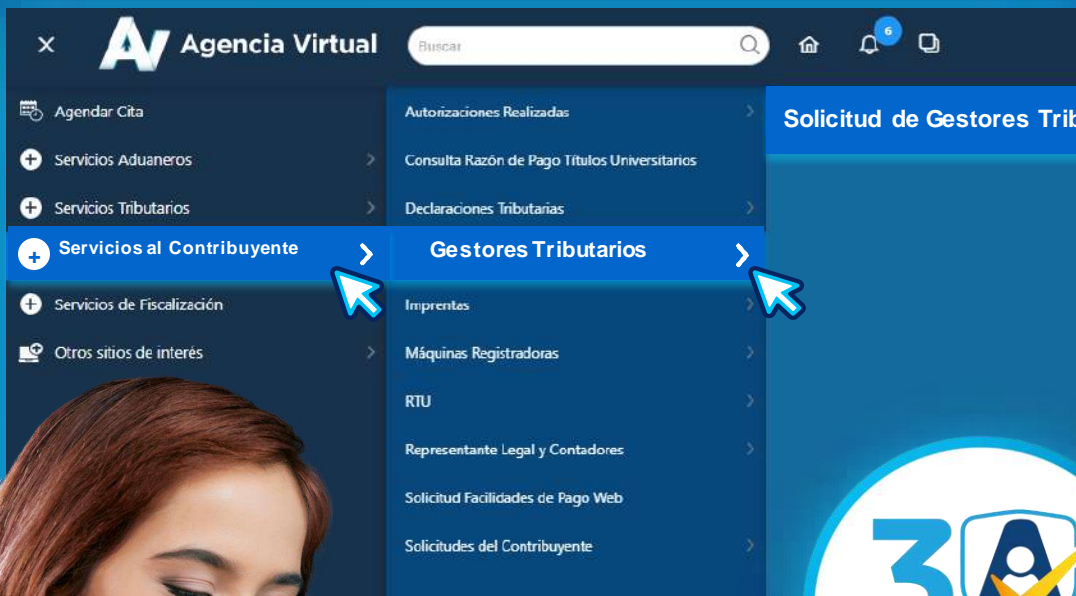 Agencia Virtual
Buscar
6
Agendar Cita
Servicios Aduaneros
Servicios Tributarios
Servicios al Contribuyente
Servicios de Fiscalización
Otros sitios de interés
Autorizaciones Realizadas
Consulta Razón de Pago Títulos Universitarios
Declaraciones Tributarias
Gestores Tributarios
Imprentas
Máquinas Registradoras
RTU
Representante Legal y Contadores
Solicitud Facilidades de Pago Web
Solicitudes del Contribuyente
Solicitud de Gestores Trib
3